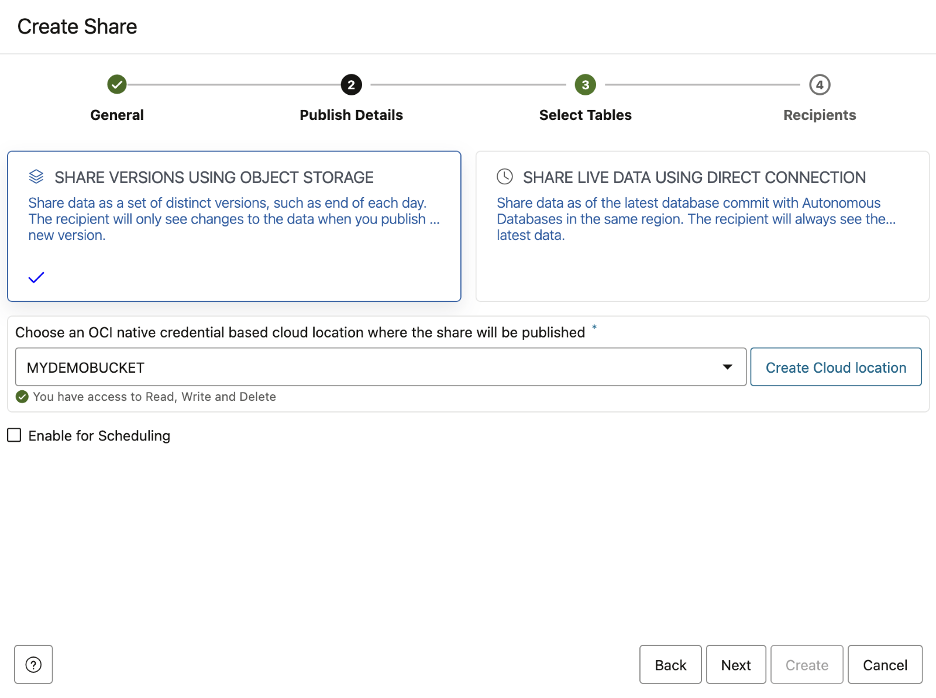 Create Share
2
3
4
General
Publish Details
Select Tables
Recipients
SHARE VERSIONS USING OBJECT STORAGE
Share data as a set of distinct versions, such as end of each day.
The recipient will only see changes to the data when you publish ...
new version.
SHARE LIVE DATA USING DIRECT CONNECTION
Share data as of the latest database commit with Autonomous
Databases in the same region. The recipient will always see the...
latest data.
Choose an OCI native credential based cloud location where the share will be published *
MYDEMOBUCKET
Create Cloud location
You have access to Read, Write and Delete
Enable for Scheduling
?
Back
Next
Create
Cancel